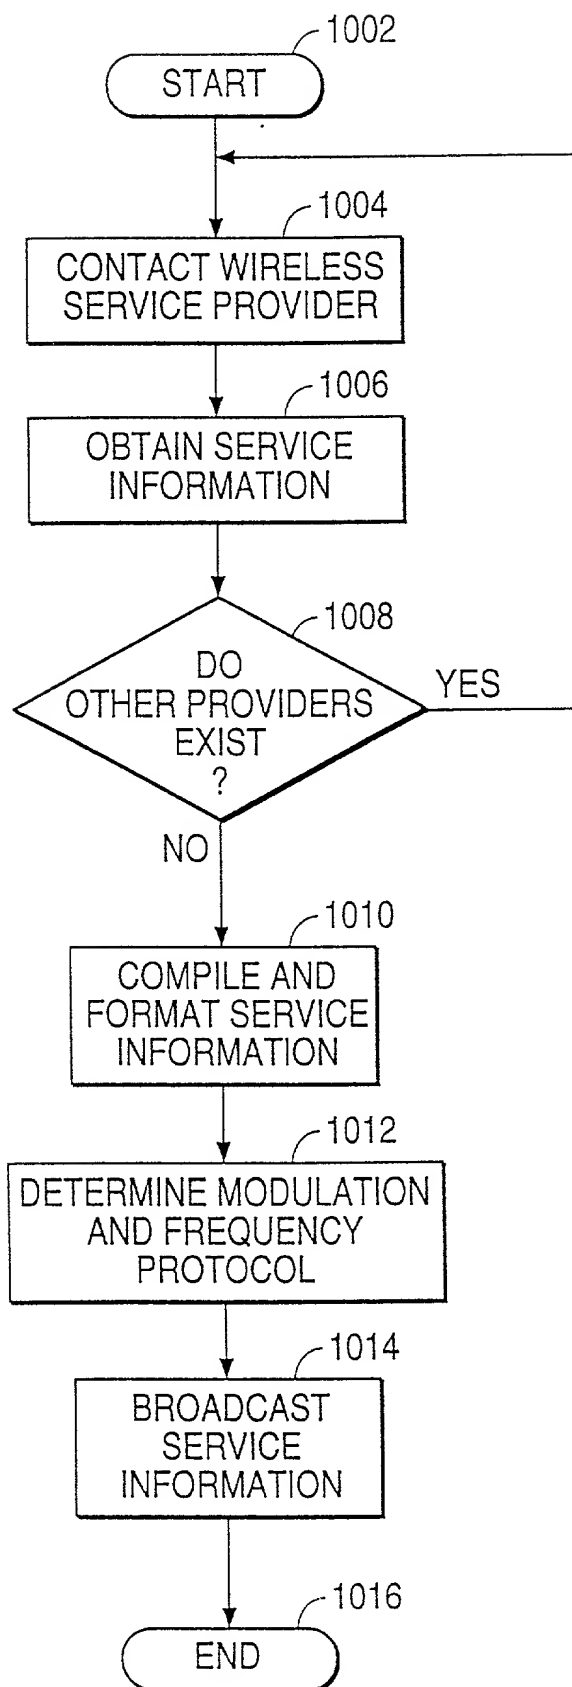 1002
START
1004
CONTACT WIRELESS
SERVICE PROVIDER
1006
OBTAIN SERVICE
INFORMATION
1008
DO
OTHER PROVIDERS
EXIST
?
YES
NO
1010
COMPILE AND
FORMAT SERVICE
INFORMATION
1012
DETERMINE MODULATION
AND FREQUENCY
PROTOCOL
1014
BROADCAST
SERVICE
INFORMATION
1016
END